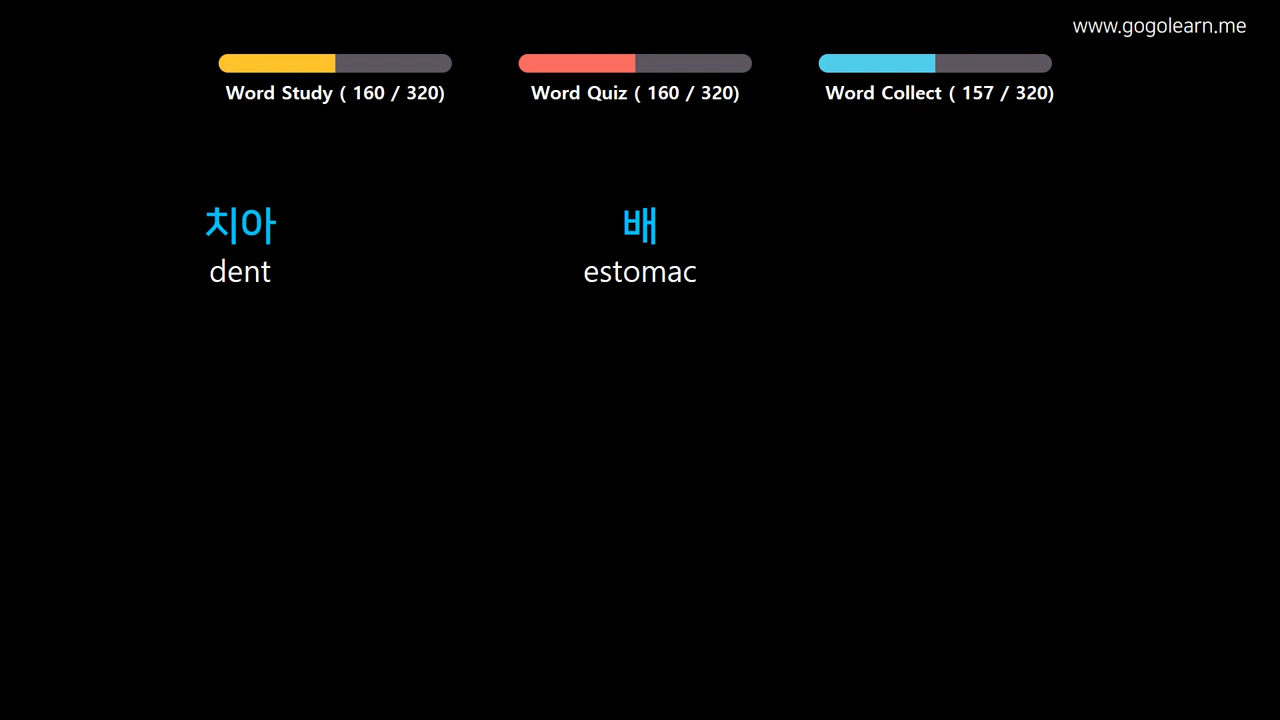 www.gogolearn.me
Word Study ( 160 / 320)
Word Quiz ( 160 / 320)
Word Collect ( 157 / 320)
치아
dent
배
estomac